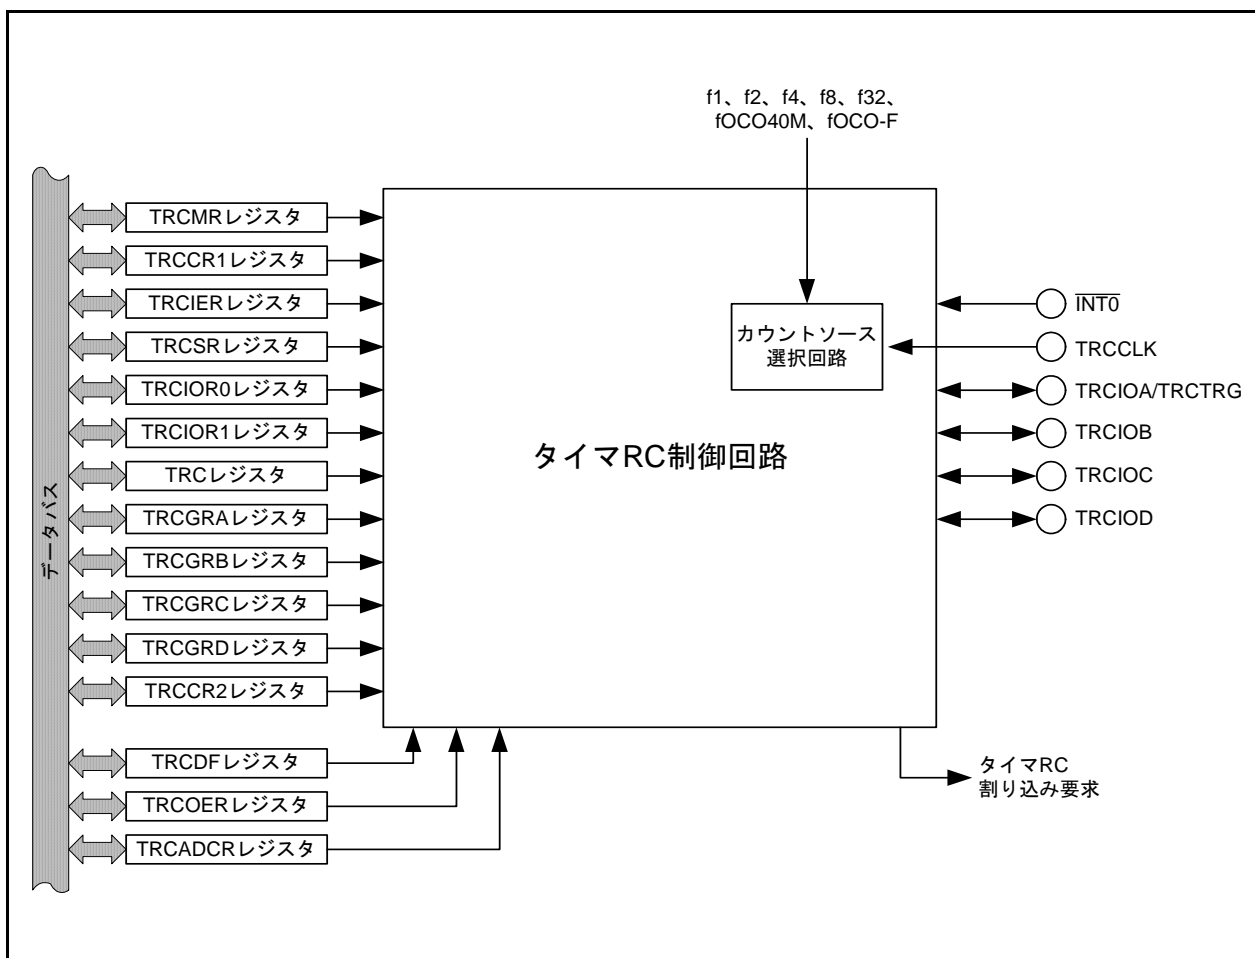 f1、f2、f4、f8、f32、
fOCO40M、fOCO-F
データバス
TRCMRレジスタ
TRCCR1レジスタ
TRCIERレジスタ
TRCSRレジスタ
TRCIOR0レジスタ
TRCIOR1レジスタ
TRCレジスタ
TRCGRAレジスタ
TRCGRBレジスタ
TRCGRCレジスタ
TRCGRDレジスタ
TRCCR2レジスタ
TRCDFレジスタ
TRCOERレジスタ
TRCADCRレジスタ
カウントソース
選択回路
タイマRC制御回路
INT0
TRCCLK
TRCIOA/TRCTRG
TRCIOB
TRCIOC
TRCIOD
タイマRC
割り込み要求